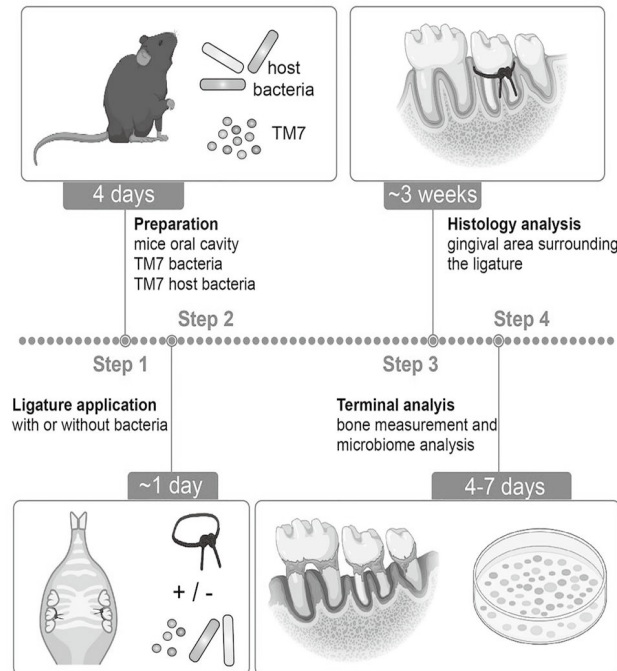 host
bacteria
TM7
4 days
Preparation
mice oral cavity
TM7 bacteria
TM7 host bacteria
~3 weeks
Histology analysis
gingival area surrounding
the ligature
Step 2
Step 4
Step 1
Step 3
Ligature application
with or without bacteria
~1 day
+ / -
Terminal analyis
bone measurement and
microbiome analysis
4-7 days